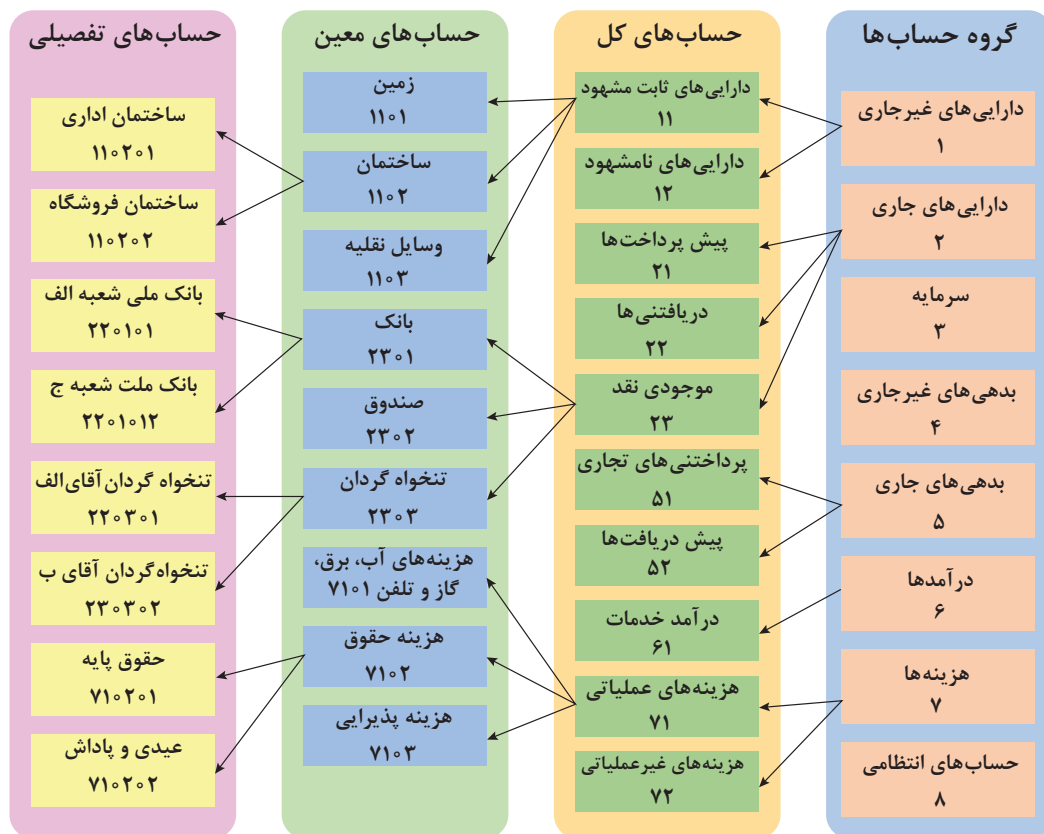 گروه حساب‌ها
دارایی‌های غیرجاری
۱
دارایی‌های جاری
۲
سرمایه
۳
بدهی‌های غیرجاری
۴
بدهی‌های جاری
۵
درآمدها
۶
هزینه‌ها
۷
حساب‌های انتظامی
۸
حساب‌های کل
دارایی‌های ثابت مشهود
۱۱
دارایی‌های نامشهود
۱۲
پیش پرداخت‌ها
۲۱
دریافتنی‌ها
۲۲
موجودی نقد
۲۳
پرداختنی‌های تجاری
۵۱
پیش دریافت‌ها
۵۲
درآمد خدمات
۶۱
هزینه‌های عملیاتی
۷۱
هزینه‌های غیرعملیاتی
۷۲
حساب‌های معین
زمین
۱۱۰۱
ساختمان
۱۱۰۲
وسایل نقلیه
۱۱۰۳
بانک
۲۳۰۱
صندوق
۲۳۰۲
تنخواه گردان
۲۳۰۳
هزینه‌های آب، برق،
گاز و تلفن ۷۱۰۱
هزینه حقوق
۷۱۰۲
هزینه پذیرایی
۷۱۰۳
حساب‌های تفصیلی
ساختمان اداری
۱۱۰۲۰۱
ساختمان فروشگاه
۱۱۰۲۰۲
بانک ملی شعبه الف
۲۲۰۱۰۱
بانک ملت شعبه ج
۲۲۰۱۰۱۲
تنخواه گردان آقای الف
۲۲۰۳۰۱
تنخواه گردان آقای ب
۲۳۰۳۰۲
حقوق پایه
۷۱۰۲۰۱
عیدی و پاداش
۷۱۰۲۰۲